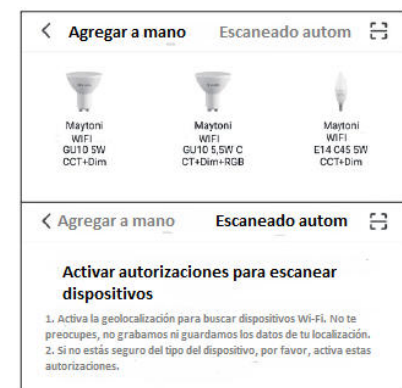 Agregar a mano Escaneado autom
Maytoni Maytoni Maytoni
WIFI WIFI WIFI
GU10 5W GU10 5,5W C E14 C45 5W
CCT+Dim CT+Dim+RGB CCT+Dim
Agregar a mano Escaneado autom
Activar autorizaciones para escanear
dispositivos
1. Activa la geolocalización para buscar dispositivos Wi-Fi. No te
preocupes, no grabamos ni guardamos los datos de tu localización.
2. Si no estás seguro del tipo del dispositivo, por favor, activa estas
autorizaciones.